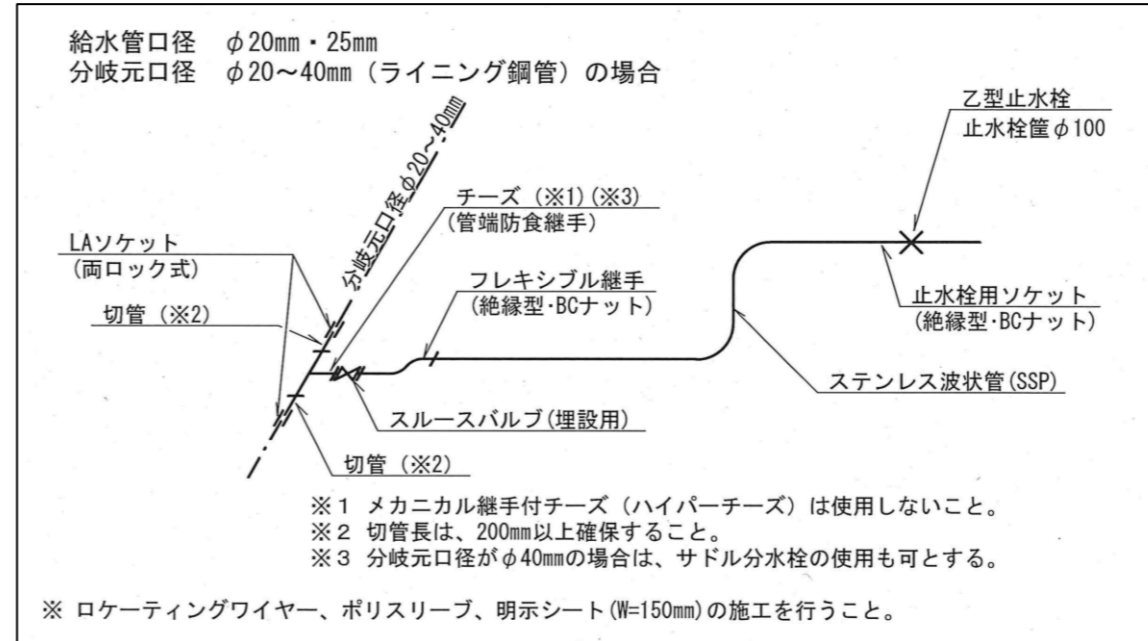 給水管口径　φ20mm・25mm
分岐元口径　φ20～40mm（ライニング鋼管）の場合
乙型止水栓
止水栓筐φ100
分岐元口径φ20～40mm
チーズ（※1）（※3）
(管端防食継手)
LAソケット
(両ロック式)
フレキシブル継手
(絶縁型・BCナット)
切管（※2）
止水栓用ソケット
(絶縁型・BCナット)
ステンレス波状管(SSP)
スルースバルブ(埋設用)
切管（※2）
※1 メカニカル継手付チーズ（ハイパーチーズ）は使用しないこと。
※2 切管長は、200mm以上確保すること。
※3 分岐元口径がφ40mmの場合は、サドル分水栓の使用も可とする。
※ ロケーティングワイヤー、ポリスリーブ、明示シート(W=150mm)の施工を行うこと。